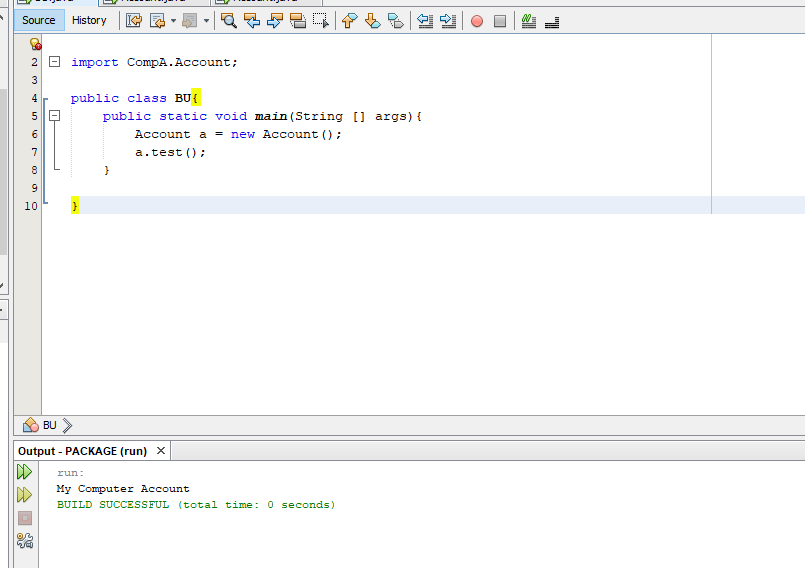 Source History
2 import CompA.Account;
3
4 public class BU{
5 public static void main(String [] args){
6 Account a = new Account();
7 a.test();
8 }
9
10 }
BU
Output - PACKAGE (run)
run:
My Computer Account
BUILD SUCCESSFUL (total time: 0 seconds)